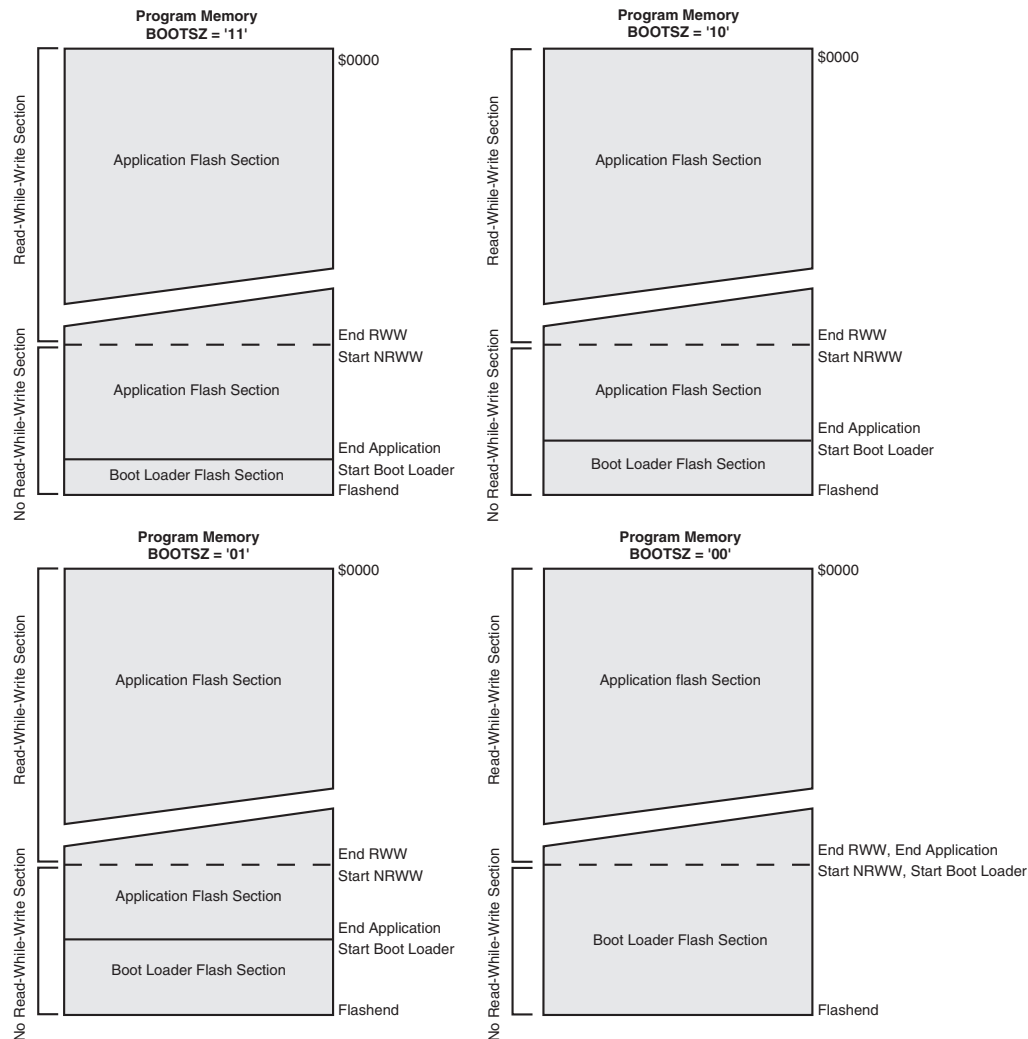 Program Memory
BOOTSZ = '11'
$0000
Read-While-Write Section
Application Flash Section
End RWW
Start NRWW
No Read-While-Write Section
Application Flash Section
End Application
Start Boot Loader
Boot Loader Flash Section
Flashend
Program Memory
BOOTSZ = '10'
$0000
Read-While-Write Section
Application Flash Section
End RWW
Start NRWW
No Read-While-Write Section
Application Flash Section
End Application
Start Boot Loader
Boot Loader Flash Section
Flashend
Program Memory
BOOTSZ = '01'
$0000
Read-While-Write Section
Application Flash Section
End RWW
Start NRWW
No Read-While-Write Section
Application Flash Section
End Application
Start Boot Loader
Boot Loader Flash Section
Flashend
Program Memory
BOOTSZ = '00'
$0000
Read-While-Write Section
Application flash Section
End RWW, End Application
Start NRWW, Start Boot Loader
No Read-While-Write Section
Boot Loader Flash Section
Flashend